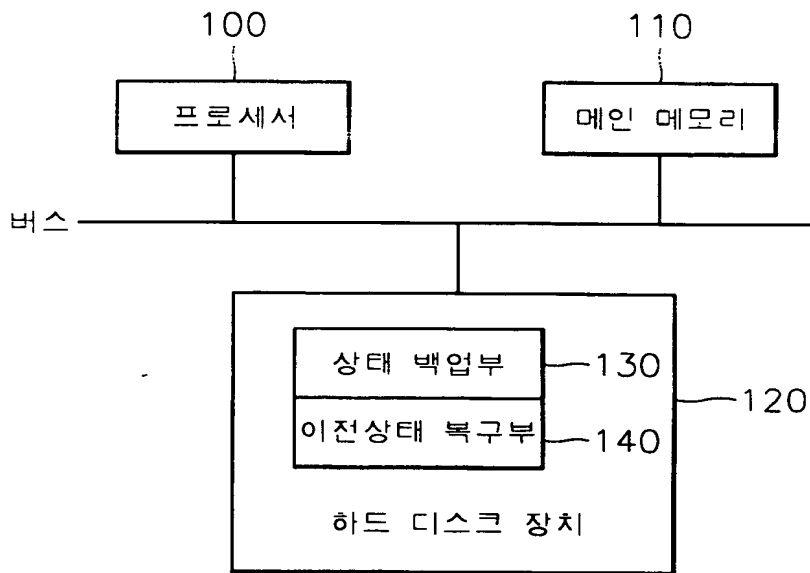 100
110
프로세서
메인 메모리
버스
상태 백업부
130
이전상태 복구부
140
120
하드 디스크 장치